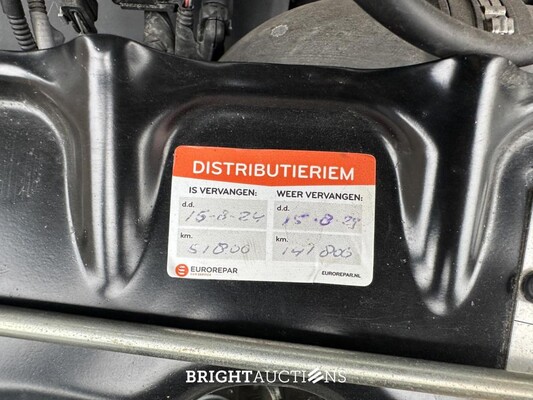 DISTRIBUTIERIEM
IS VERVANGEN: WEER VERVANGEN:
d.d. d.d.
15-8-24 15-8-29
km. km.
51800 141800
EUROREPAR EUROREPAR.NL
BRIGHTAUCTIONS